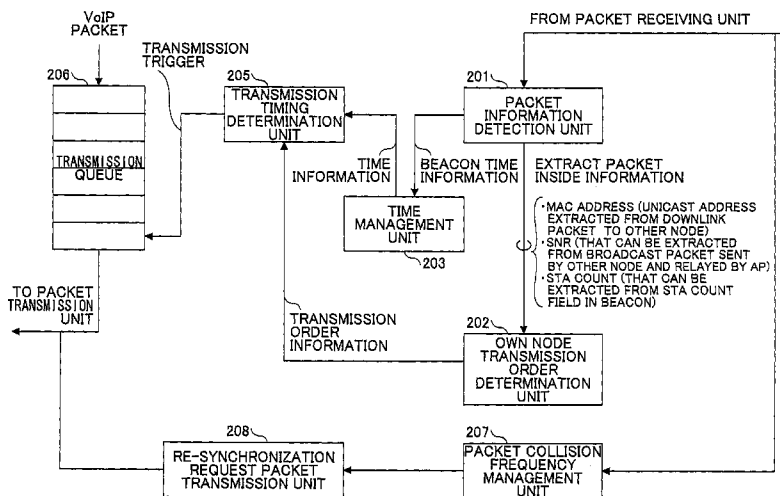 VoIP
PACKET
FROM PACKET RECEIVING UNIT
TRANSMISSION
TRIGGER
206
205
TRANSMISSION
TIMING
DETERMINATION
UNIT
201
PACKET
INFORMATION
DETECTION UNIT
TRANSMISSION
QUEUE
TIME
INFORMATION
BEACON TIME
INFORMATION
EXTRACT PACKET
INSIDE INFORMATION
TIME
MANAGEMENT
UNIT
203
・MAC ADDRESS (UNICAST ADDRESS
EXTRACTED FROM DOWNLINK
PACKET TO OTHER NODE)
・SNR (THAT CAN BE EXTRACTED
FROM BROADCAST PACKET SENT
BY OTHER NODE AND RELAYED BY AP)
・STA COUNT (THAT CAN BE
EXTRACTED FROM STA COUNT
FIELD IN BEACON)
TO PACKET
TRANSMISSION
UNIT
TRANSMISSION
ORDER
INFORMATION
202
OWN NODE
TRANSMISSION
ORDER
DETERMINATION
UNIT
208
RE-SYNCHRONIZATION
REQUEST PACKET
TRANSMISSION UNIT
207
PACKET COLLISION
FREQUENCY
MANAGEMENT
UNIT